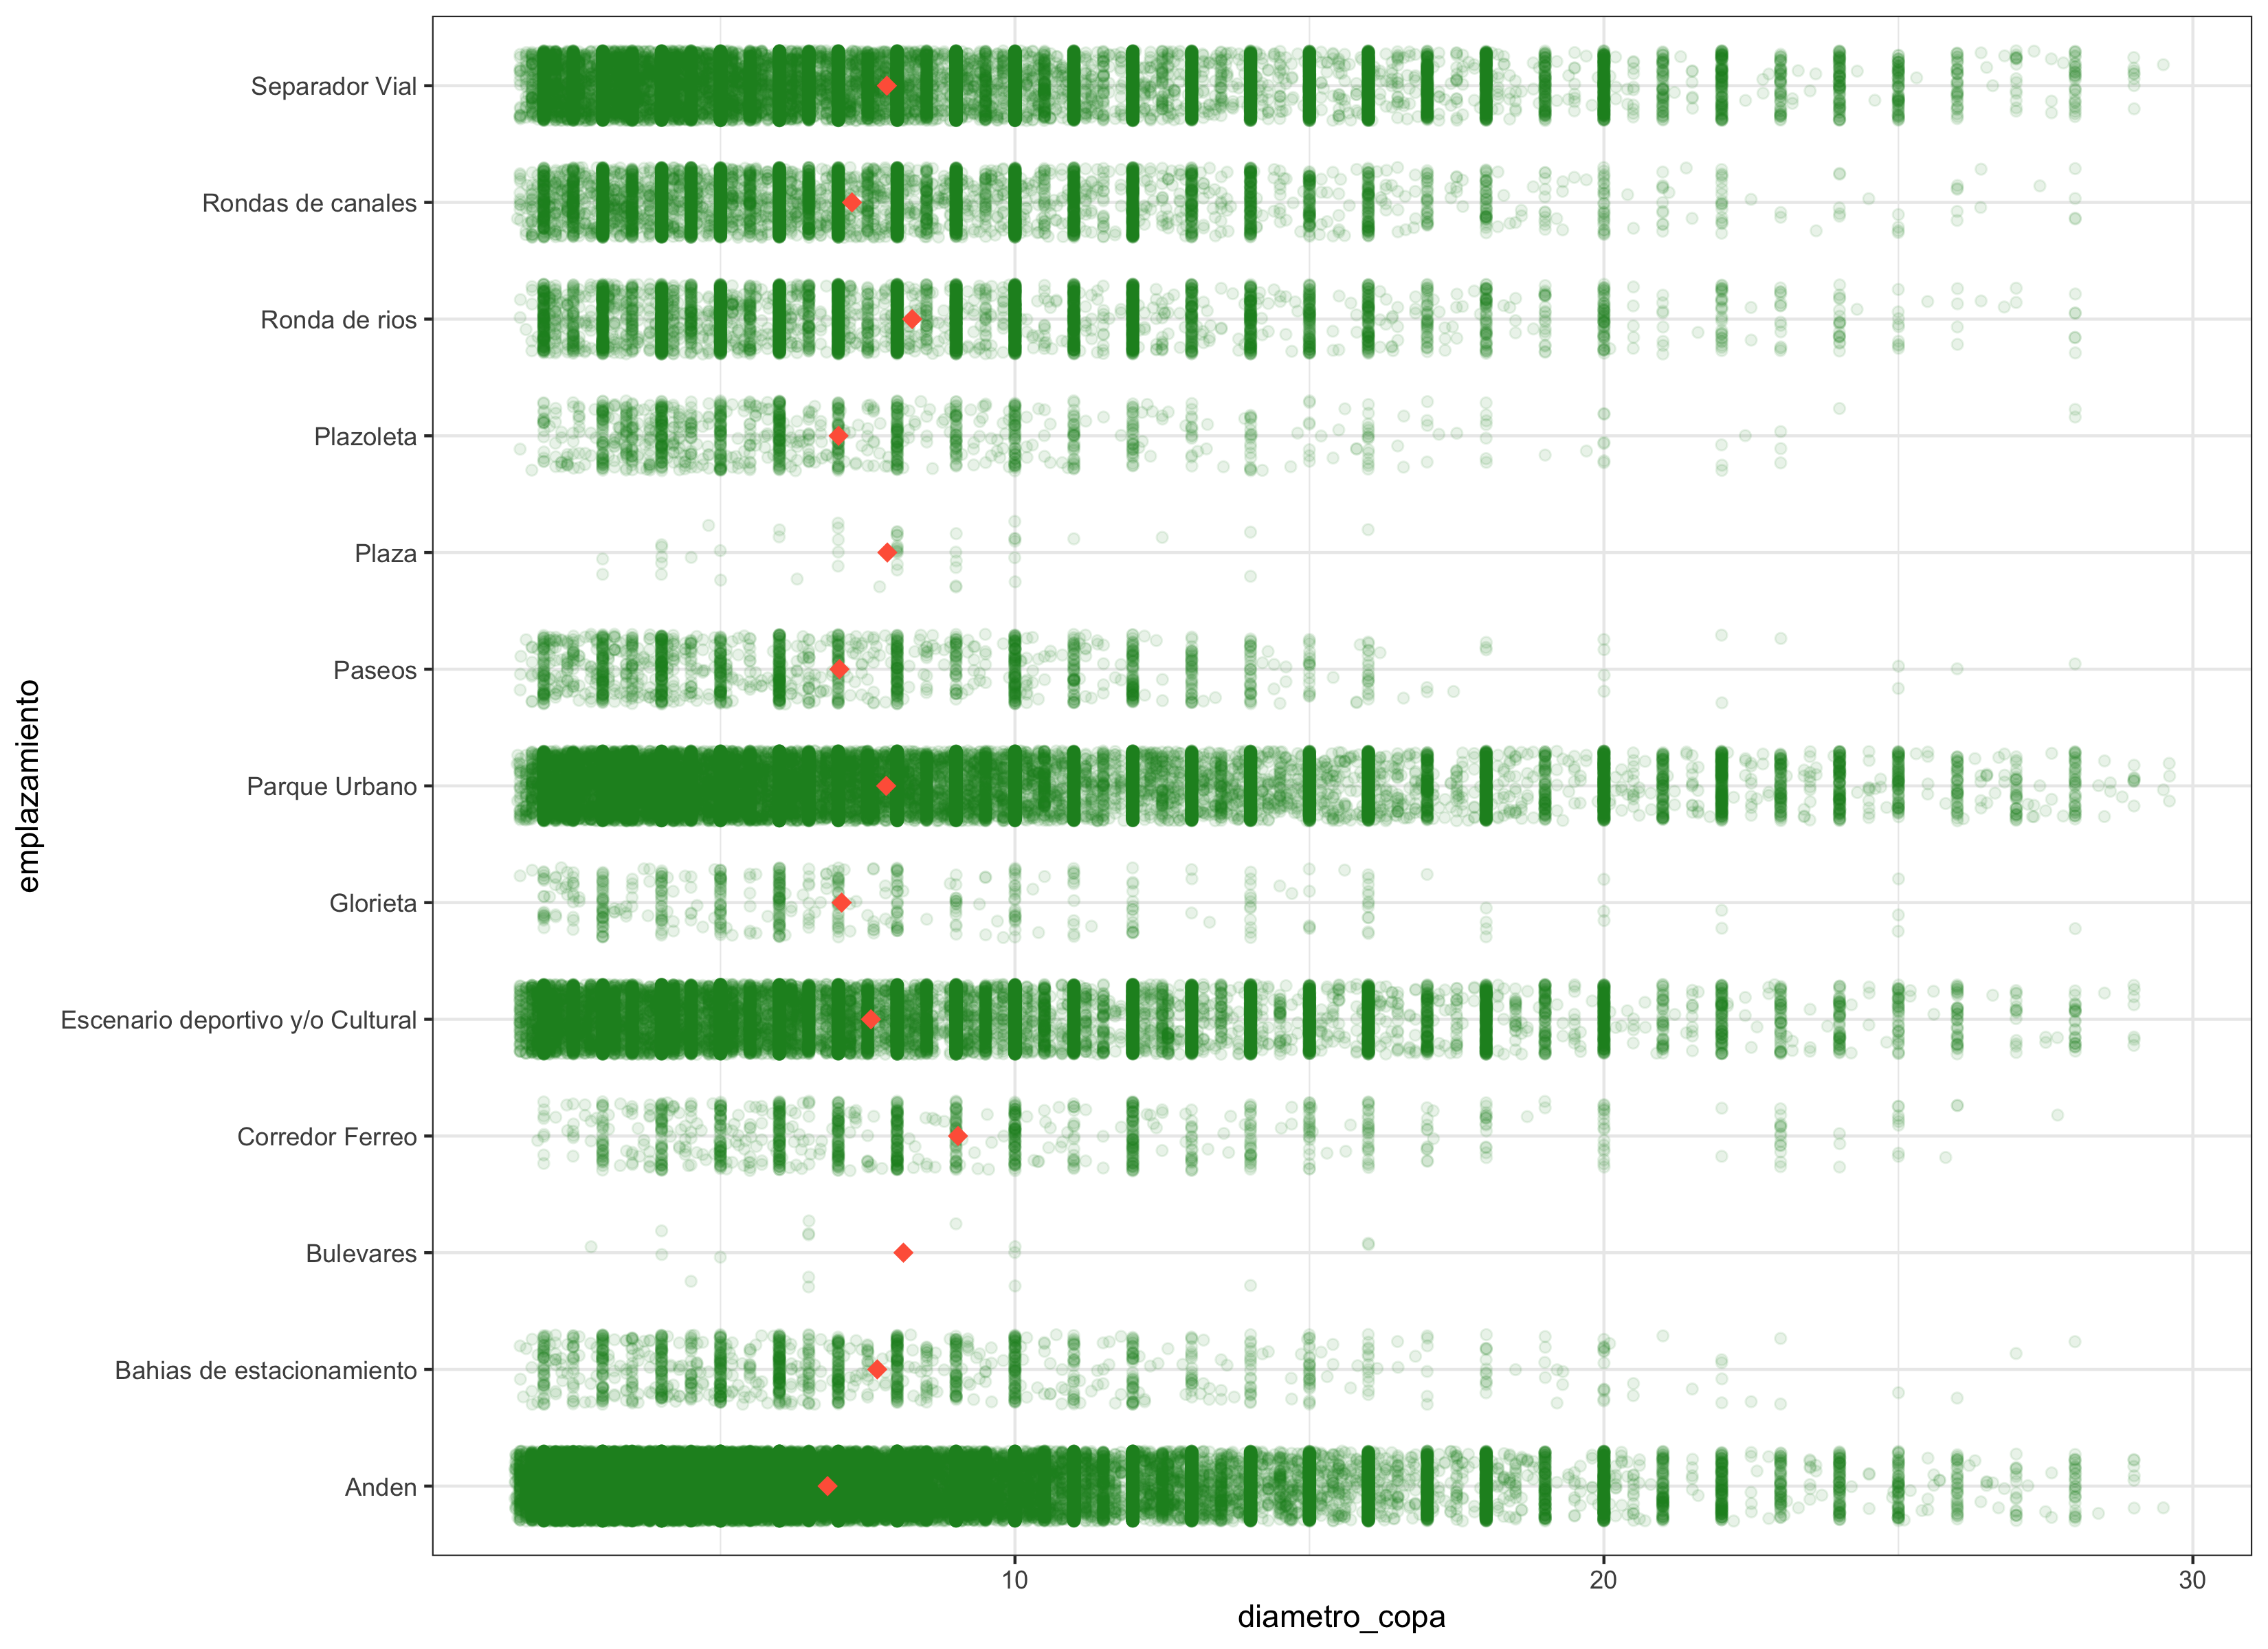 Separador Vial
Rondas de canales
Ronda de rios
Plazoleta
Plaza
Paseos
Parque Urbano
Glorieta
Escenario deportivo y/o Cultural
Corredor Ferreo
Bulevares
Bahias de estacionamiento
Anden
emplazamiento
10
20
30
diametro_copa